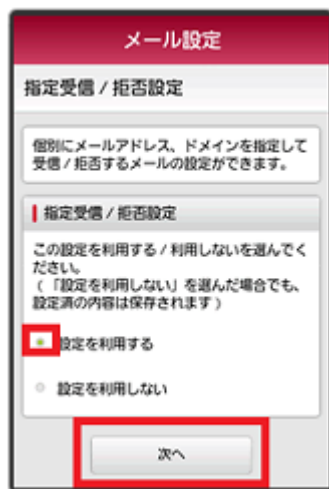 メール設定
指定受信 / 拒否設定
個別にメールアドレス、ドメインを指定して
受信 / 拒否するメールの設定ができます。
指定受信 / 拒否設定
この設定を利用する / 利用しないを選んでく
ださい。
(「設定を利用しない」を選んだ場合でも、
設定済の内容は保存されます)
設定を利用する
設定を利用しない
次へ